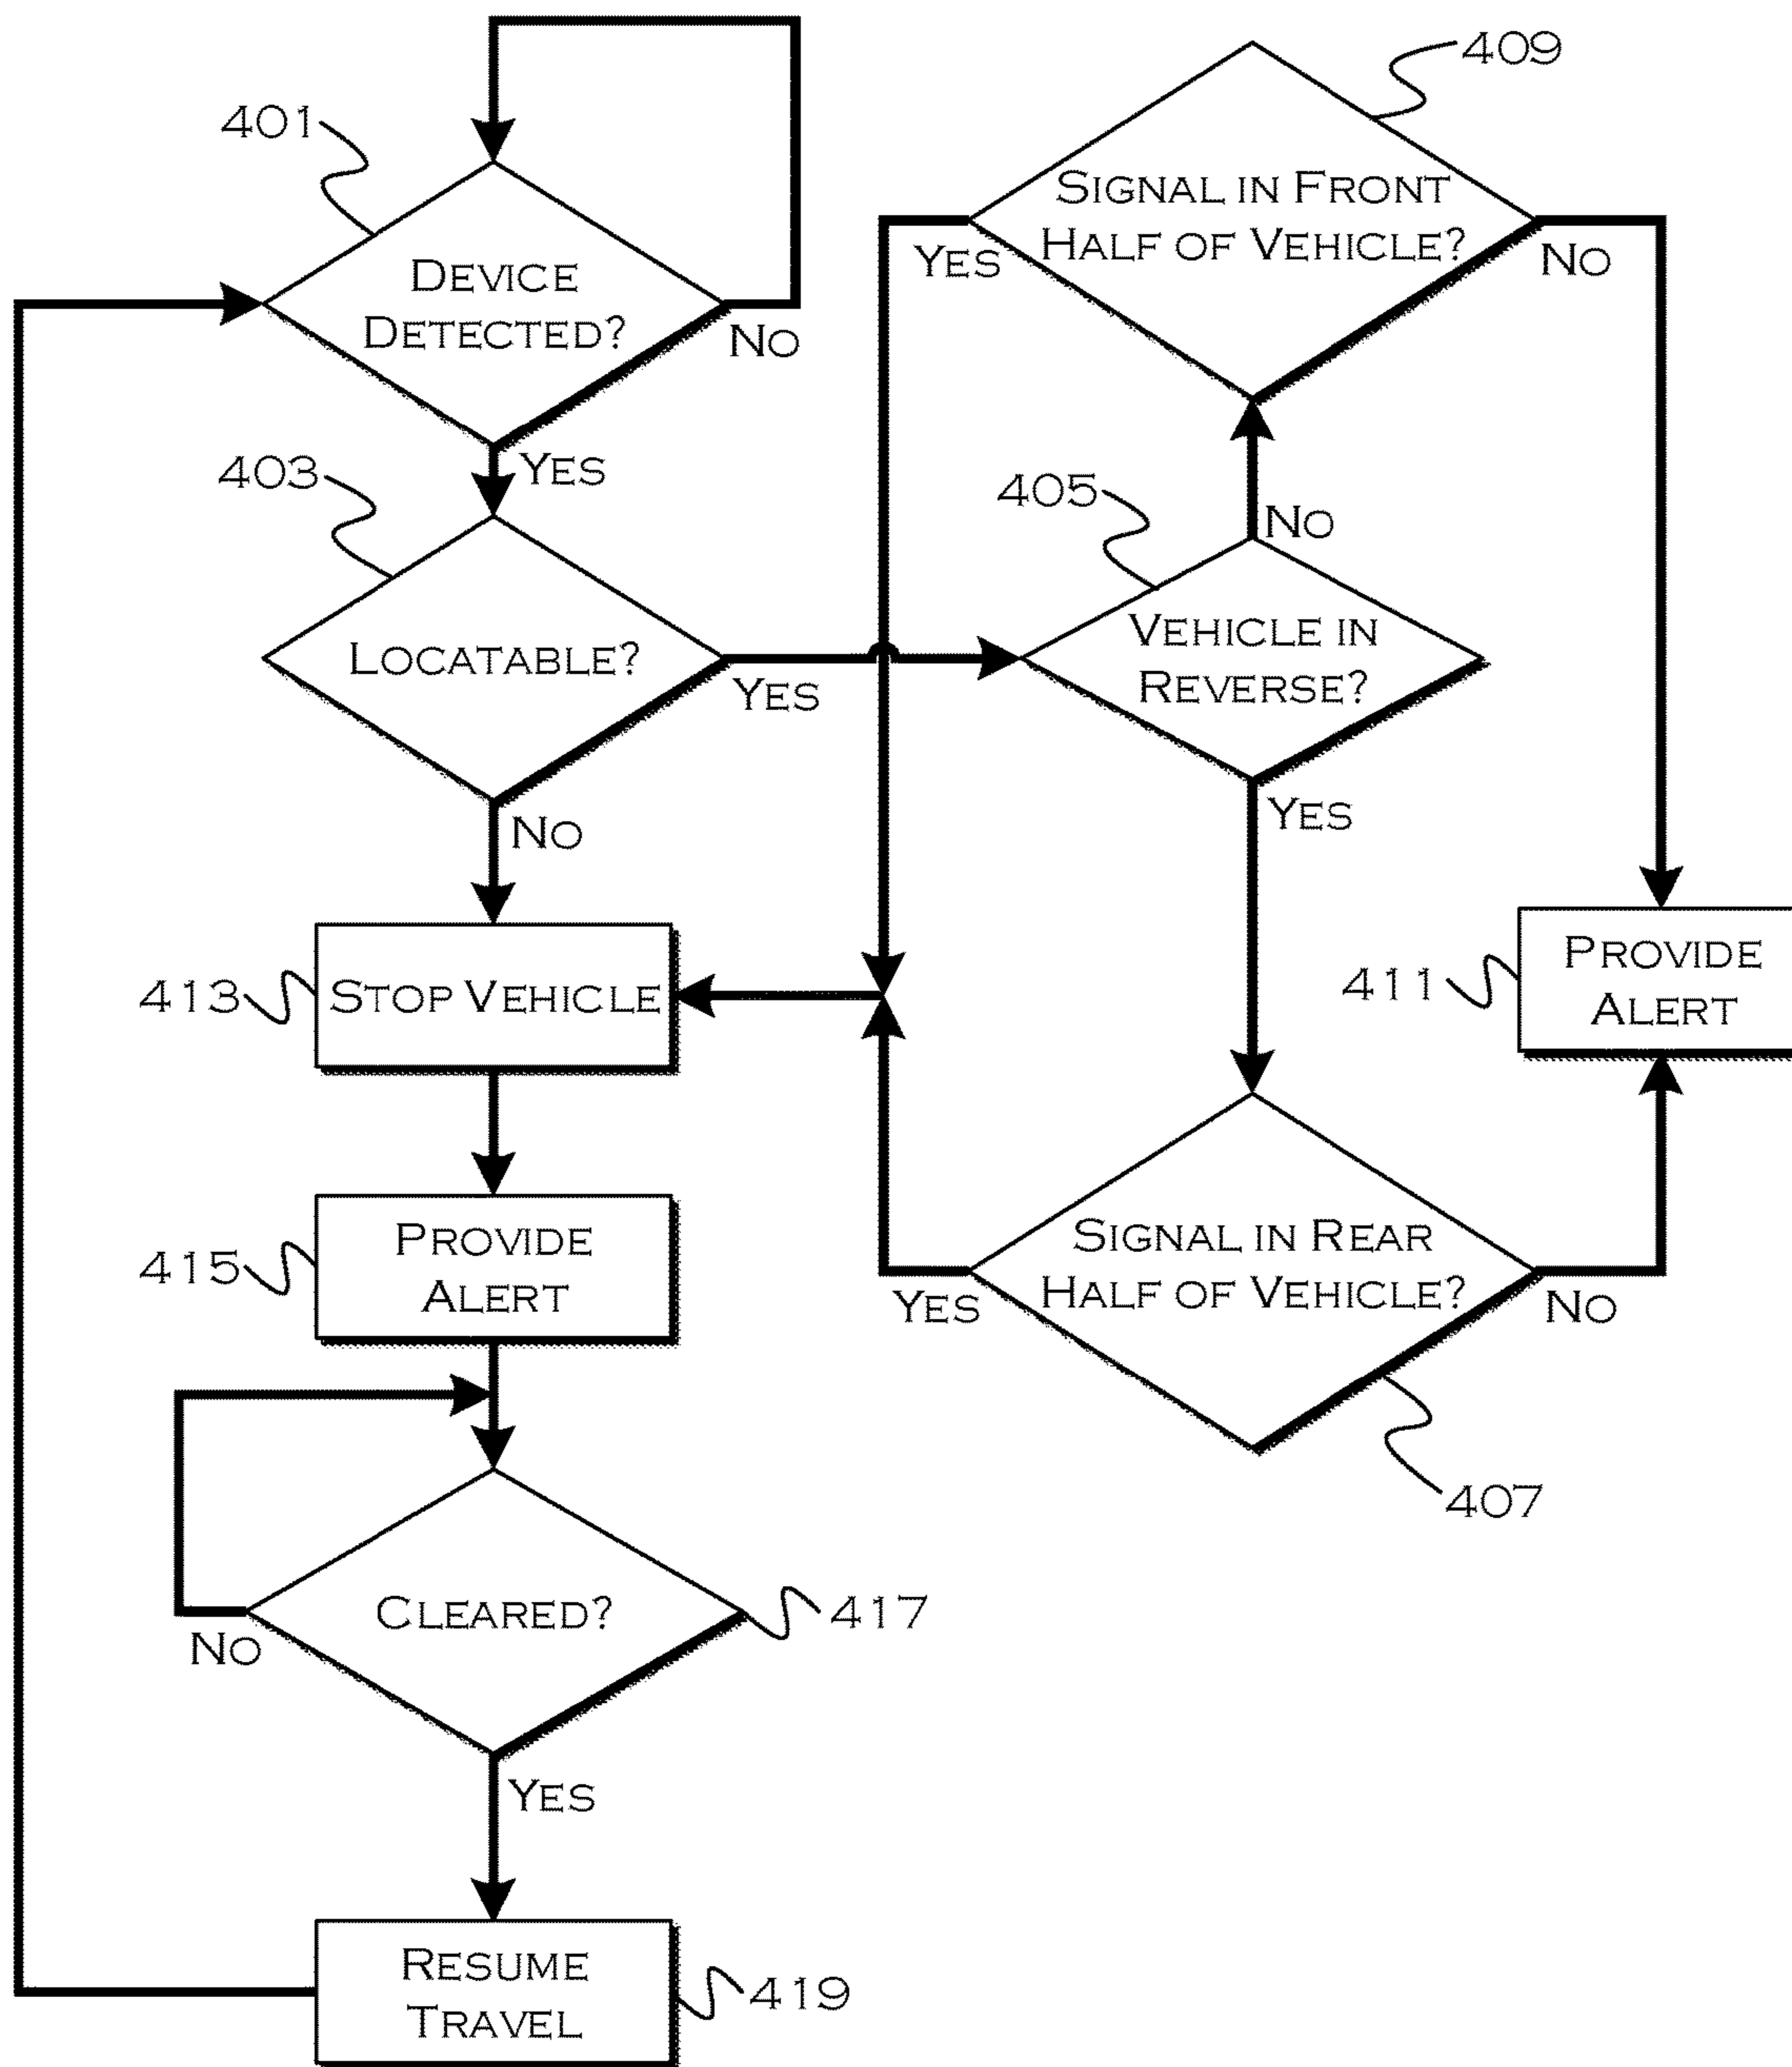 401
DEVICE
DETECTED?
NO
YES
403
LOCATABLE?
YES
NO
409
SIGNAL IN FRONT
HALF OF VEHICLE?
YES
NO
405
NO
VEHICLE IN
REVERSE?
YES
413
STOP VEHICLE
411
PROVIDE
ALERT
415
PROVIDE
ALERT
SIGNAL IN REAR
HALF OF VEHICLE?
YES
NO
407
CLEARED?
417
NO
YES
RESUME
TRAVEL
419